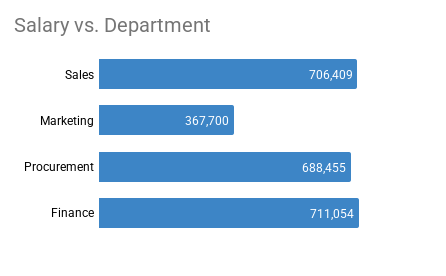 Salary vs. Department
Sales 706,409
Marketing 367,700
Procurement 688,455
Finance 711,054